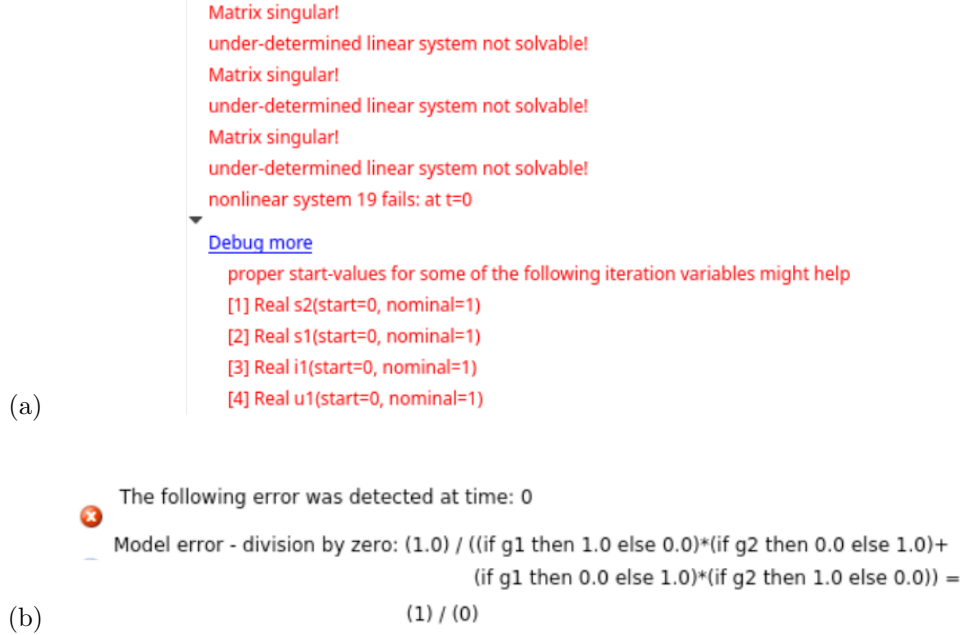 Matrix singular!
under-determined linear system not solvable!
Matrix singular!
under-determined linear system not solvable!
Matrix singular!
under-determined linear system not solvable!
nonlinear system 19 fails: at t=0
Debug more
proper start-values for some of the following iteration variables might help
[1] Real s2(start=0, nominal=1)
[2] Real s1(start=0, nominal=1)
[3] Real i1(start=0, nominal=1)
[4] Real u1(start=0, nominal=1)
(a)
The following error was detected at time: 0
Model error - division by zero: (1.0) / ((if g1 then 1.0 else 0.0)*(if g2 then 0.0 else 1.0)+
(if g1 then 0.0 else 1.0)*(if g2 then 1.0 else 0.0)) =
(1) / (0)
(b)